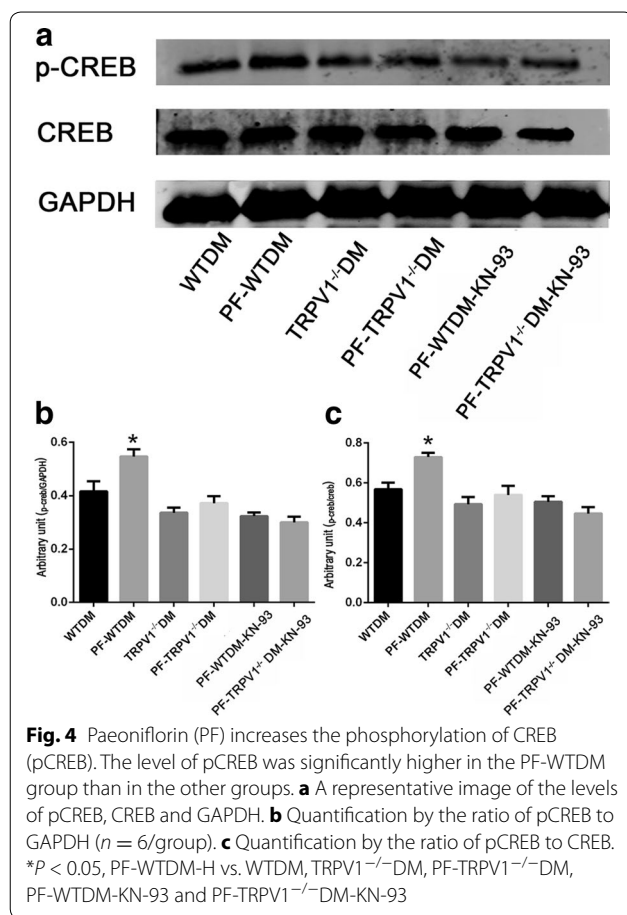 a
p-CREB
CREB
GAPDH
WTDM
PF-WTDM
TRPV1⁻/⁻DM
PF-TRPV1⁻/⁻DM
PF-WTDM-KN-93
PF-TRPV1⁻/⁻ DM-KN-93
b
Arbitrary unit (p-creb/GAPDH)
0.6
0.4
0.2
0.0
*
WTDM
PF-WTDM
TRPV1⁻/⁻DM
PF-TRPV1⁻/⁻DM
PF-WTDM-KN-93
PF-TRPV1⁻/⁻ DM-KN-93
c
Arbitrary unit (p-creb/creb)
0.8
0.6
0.4
0.2
0.0
*
WTDM
PF-WTDM
TRPV1⁻/⁻DM
PF-TRPV1⁻/⁻DM
PF-WTDM-KN-93
PF-TRPV1⁻/⁻ DM-KN-93
Fig. 4 Paeoniflorin (PF) increases the phosphorylation of CREB
(pCREB). The level of pCREB was significantly higher in the PF-WTDM
group than in the other groups. a A representative image of the levels
of pCREB, CREB and GAPDH. b Quantification by the ratio of pCREB to
GAPDH (n = 6/group). c Quantification by the ratio of pCREB to CREB.
*P < 0.05, PF-WTDM-H vs. WTDM, TRPV1⁻/⁻DM, PF-TRPV1⁻/⁻DM,
PF-WTDM-KN-93 and PF-TRPV1⁻/⁻DM-KN-93